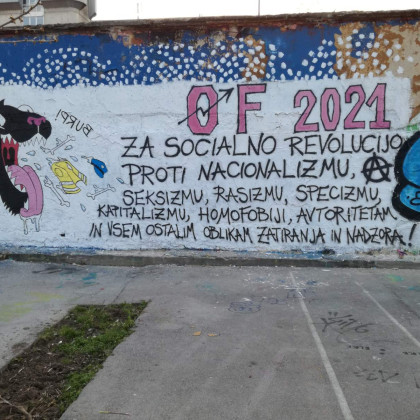 BURP!
OF 2021
ZA SOCIALNO REVOLUCIJO
PROTI NACIONALIZMU,
SEKSIZMU, RASIZMU, SPECIZMU,
KAPITALIZMU, HOMOFOBIJI, AVTORITETAM
IN VSEM OSTALIM OBLIKAM ZATIRANJA IN NADZORA!